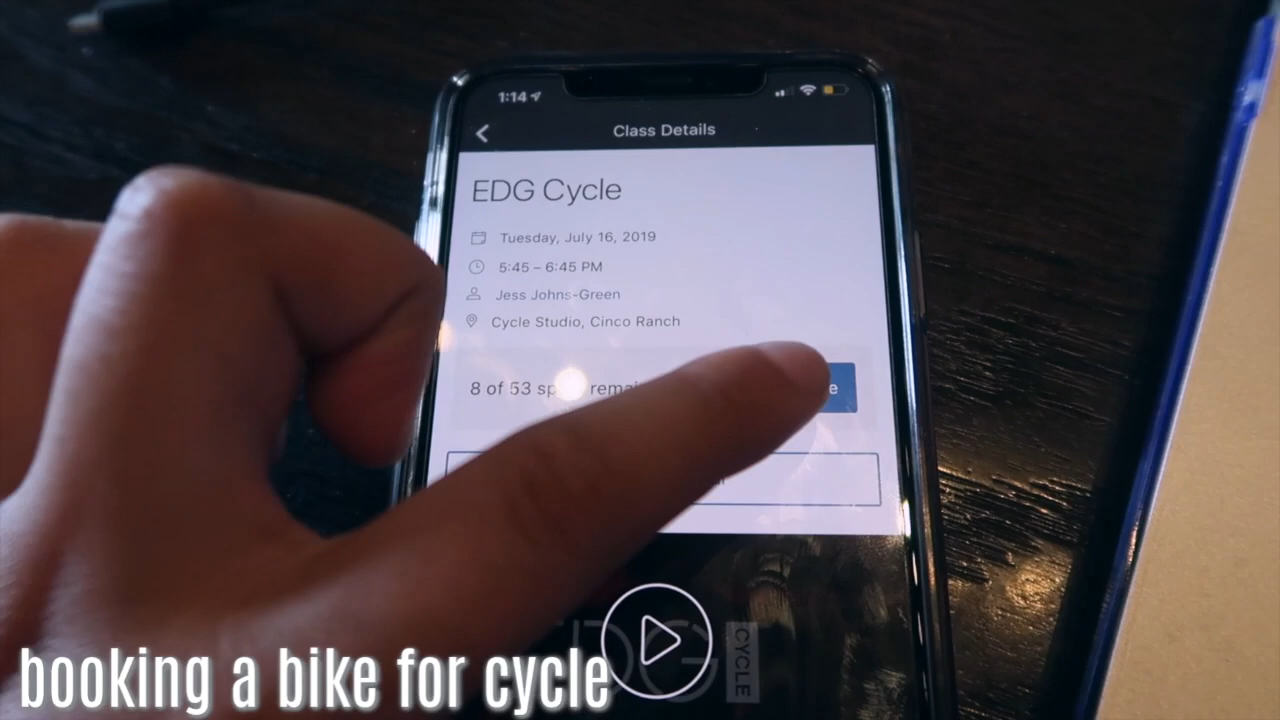 1:14
Class Details
EDG Cycle
Tuesday, July 16, 2019
5:45 – 6:45 PM
Jess Johns-Green
Cycle Studio, Cinco Ranch
8 of 53
EDG
CYCLE
booking a bike for cycle